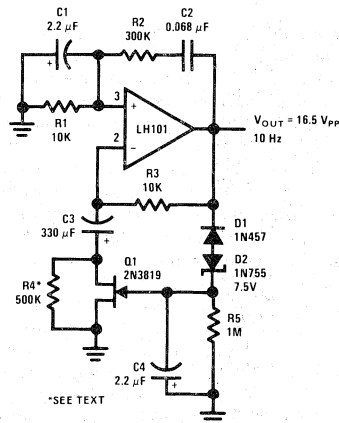 C1
2.2 µF
R2
300K
C2
0.068 µF
+
3
+
R1
10K
LH101
2
−
VOUT = 16.5 VPP
10 Hz
R3
10K
C3
330 µF
+
D1
1N457
D2
1N755
7.5V
Q1
2N3819
R4*
500K
R5
1M
C4
2.2 µF
+
*SEE TEXT